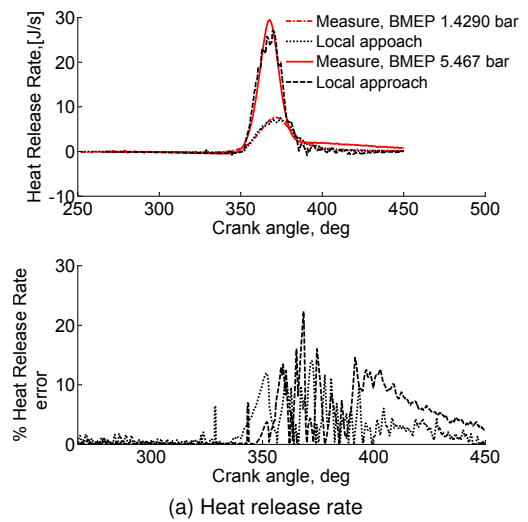 Heat Release Rate,[J/s]
30
20
10
0
-10
Measure, BMEP 1.4290 bar
Local appoach
Measure, BMEP 5.467 bar
Local approach
250 300 350 400 450 500
Crank angle, deg
% Heat Release Rate
error
30
20
10
0
300 350 400 450
Crank angle, deg
(a) Heat release rate